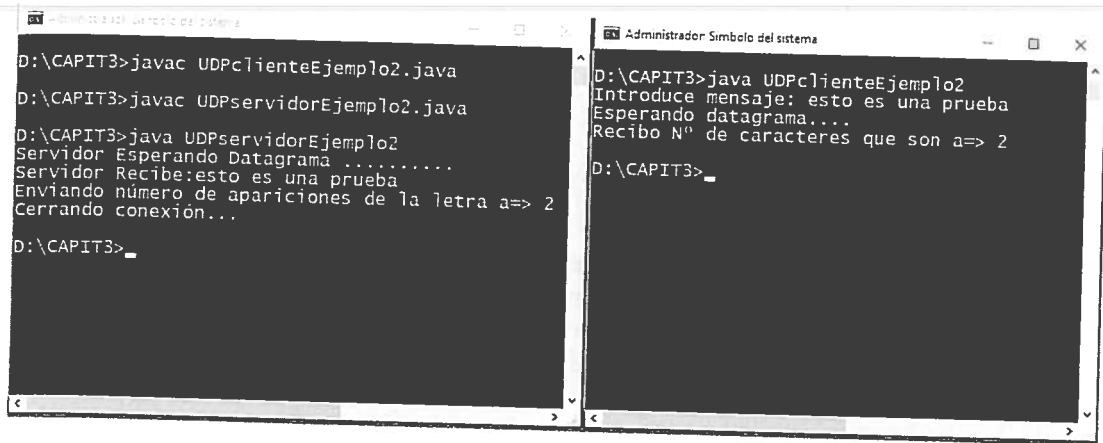 D:\CAPIT3>javac UDPclienteEjemplo2.java
D:\CAPIT3>javac UDPservidorEjemplo2.java
D:\CAPIT3>java UDPservidorEjemplo2
Servidor Esperando Datagrama ..........
Servidor Recibe:esto es una prueba
Enviando número de apariciones de la letra a=> 2
Cerrando conexión...
D:\CAPIT3>
Administrador Símbolo del sistema
D:\CAPIT3>java UDPclienteEjemplo2
Introduce mensaje: esto es una prueba
Esperando datagrama....
Recibo Nº de caracteres que son a=> 2
D:\CAPIT3>